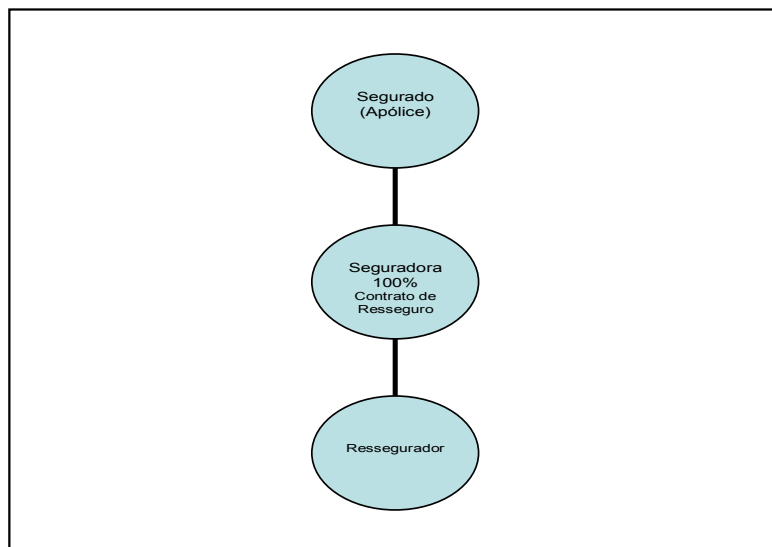 Segurado
(Apólice)
Seguradora
100%
Contrato de
Resseguro
Ressegurador